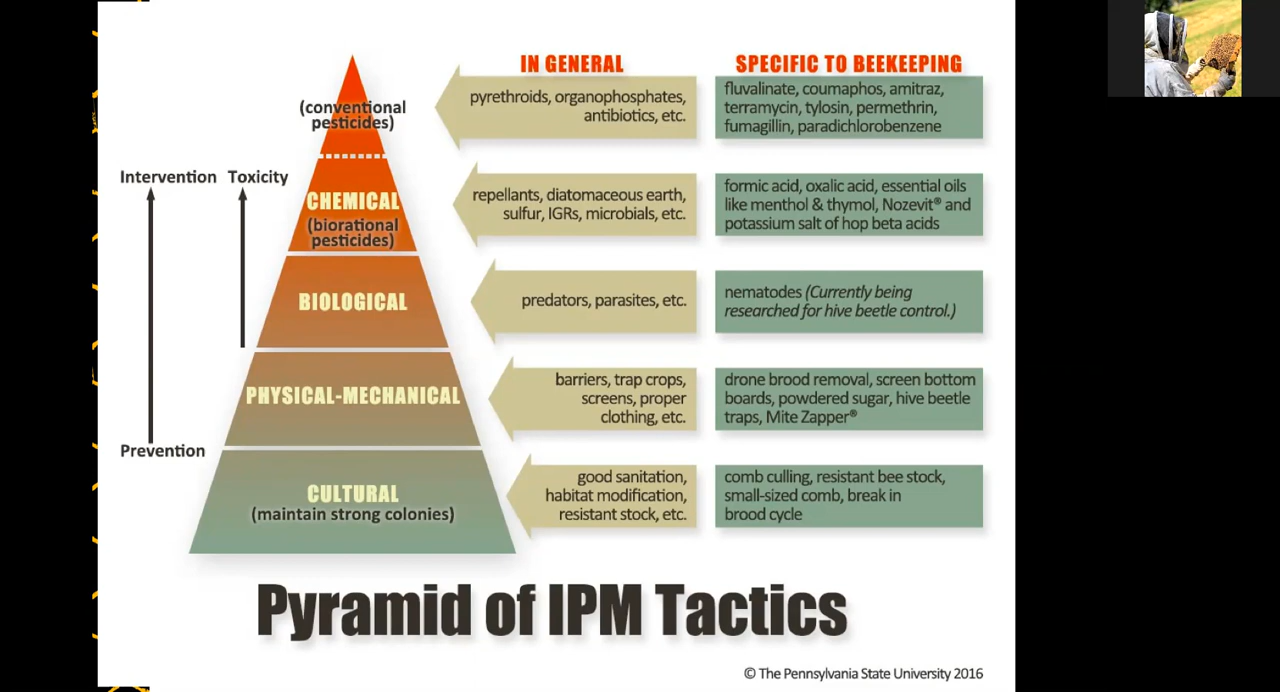 IN GENERAL
SPECIFIC TO BEEKEEPING
(conventional
pesticides)
pyrethroids, organophosphates,
antibiotics, etc.
fluvalinate, coumaphos, amitraz,
terramycin, tylosin, permethrin,
fumagillin, paradichlorobenzene
Intervention
Toxicity
CHEMICAL
(biorational
pesticides)
repellants, diatomaceous earth,
sulfur, IGRs, microbials, etc.
formic acid, oxalic acid, essential oils
like menthol & thymol, Nozevit® and
potassium salt of hop beta acids
BIOLOGICAL
predators, parasites, etc.
nematodes (Currently being
researched for hive beetle control.)
PHYSICAL-MECHANICAL
barriers, trap crops,
screens, proper
clothing, etc.
drone brood removal, screen bottom
boards, powdered sugar, hive beetle
traps, Mite Zapper®
Prevention
CULTURAL
(maintain strong colonies)
good sanitation,
habitat modification,
resistant stock, etc.
comb culling, resistant bee stock,
small-sized comb, break in
brood cycle
Pyramid of IPM Tactics
© The Pennsylvania State University 2016